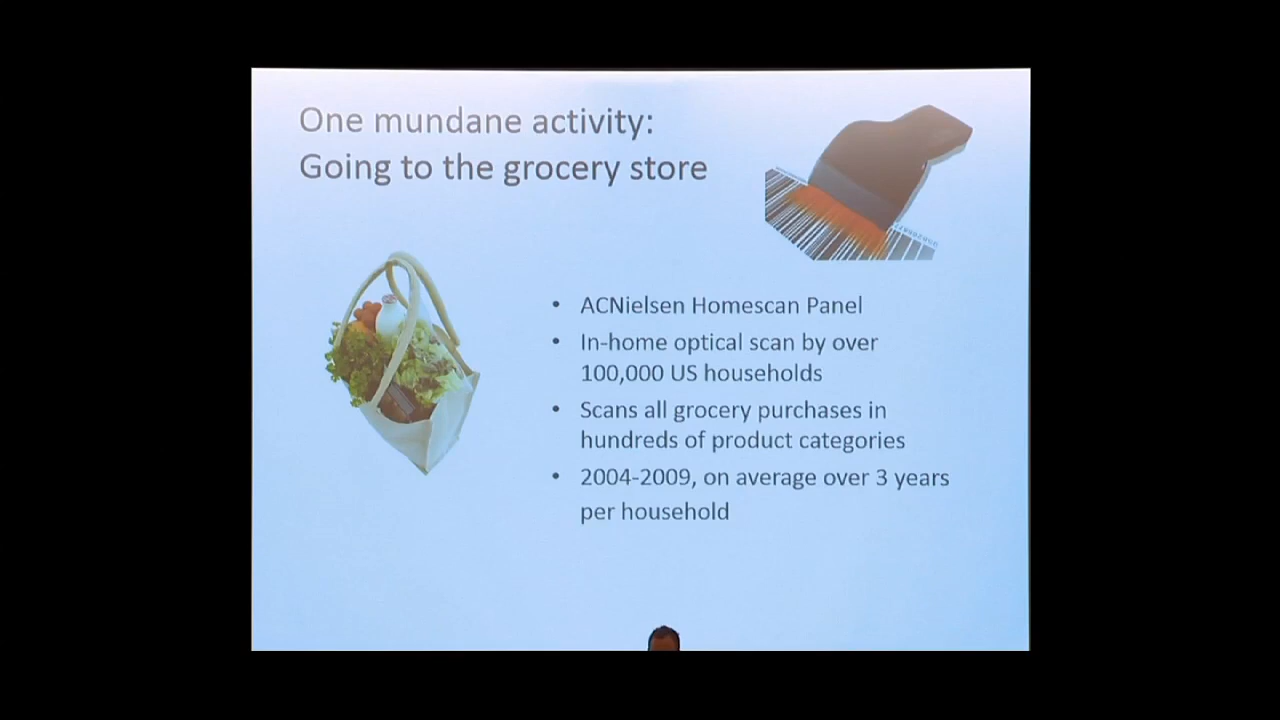 One mundane activity:
Going to the grocery store
• ACNielsen Homescan Panel
• In-home optical scan by over
100,000 US households
• Scans all grocery purchases in
hundreds of product categories
• 2004-2009, on average over 3 years
per household